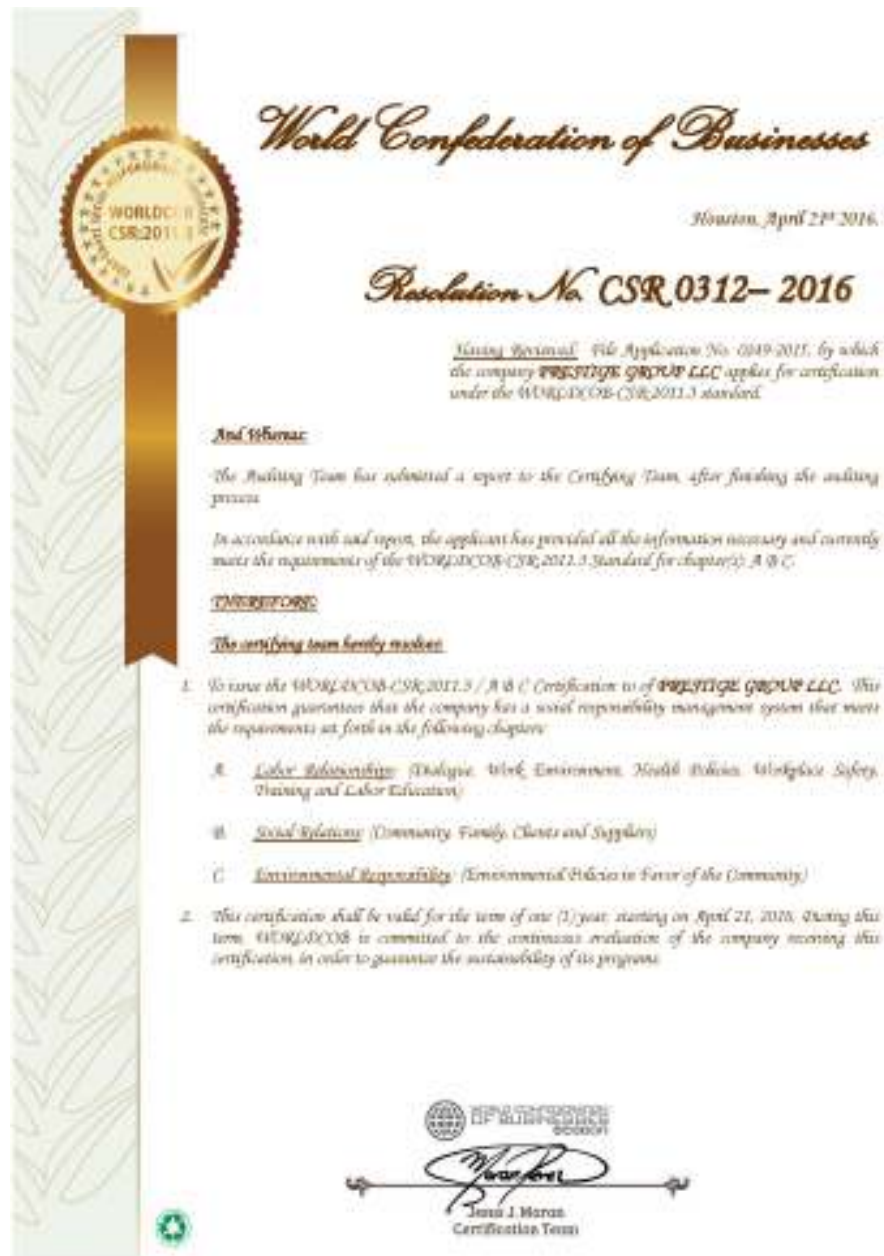 World Confederation of Businesses
WORLDCOB
CSR:2011.3
Houston, April 21st 2016.
Resolution No. CSR 0312– 2016
Having Reviewed: File Application No. 0249-2015, by which
the company PRESTIGE GROUP LLC applies for certification
under the WORLDCOB-CSR:2011.3 standard.
And Whereas:
The Auditing Team has submitted a report to the Certifying Team, after finishing the auditing
process.
In accordance with said report, the applicant has provided all the information necessary and currently
meets the requirements of the WORLDCOB-CSR:2011.3 Standard for chapter(s): A B C.
THEREFORE:
The certifying team hereby resolves:
1. To issue the WORLDCOB-CSR:2011.3 / A B C Certification to of PRESTIGE GROUP LLC. This
certification guarantees that the company has a social responsibility management system that meets
the requirements set forth in the following chapters:
A. Labor Relationships: (Dialogue, Work Environment, Health Policies, Workplace Safety,
Training and Labor Education)
B. Social Relations: (Community, Family, Clients and Suppliers)
C. Environmental Responsability: (Environmental Policies in Favor of the Community)
2. This certification shall be valid for the term of one (1) year, starting on April 21, 2016. During this
term, WORLDCOB is committed to the continuous evaluation of the company receiving this
certification, in order to guarantee the sustainability of its programs.
WORLD CONFEDERATION
OF BUSINESSES
Jesus J. Moran
Certification Team